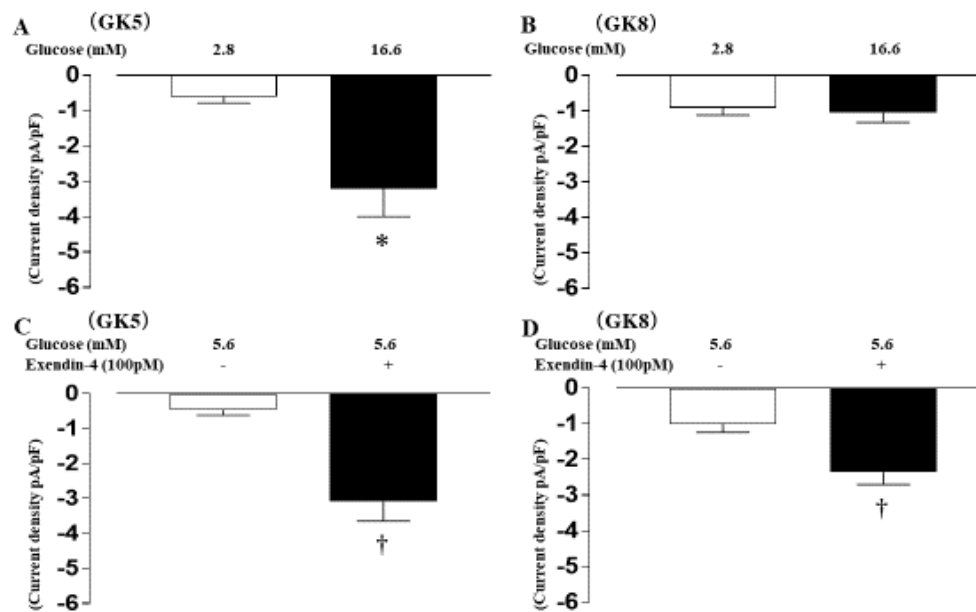 A (GK5)
Glucose (mM) 2.8 16.6
0
-1
-2
-3
-4
-5
-6
(Current density pA/pF)
*
B (GK8)
Glucose (mM) 2.8 16.6
0
-1
-2
-3
-4
-5
-6
(Current density pA/pF)
C (GK5)
Glucose (mM) 5.6 5.6
Exendin-4 (100pM) - +
0
-1
-2
-3
-4
-5
-6
(Current density pA/pF)
†
D (GK8)
Glucose (mM) 5.6 5.6
Exendin-4 (100pM) - +
0
-1
-2
-3
-4
-5
-6
(Current density pA/pF)
†